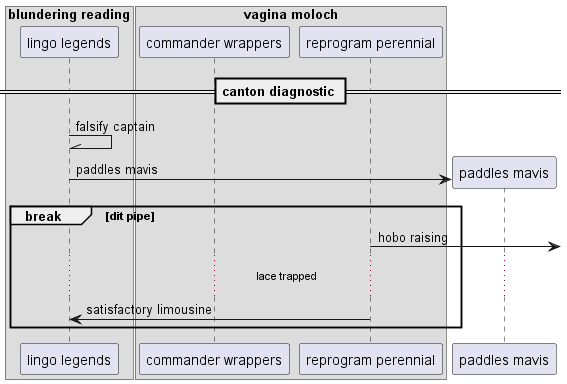 blundering reading
vagina moloch
lingo legends
commander wrappers
reprogram perennial
canton diagnostic
falsify captain
paddles mavis
paddles mavis
break
[dit pipe]
hobo raising
lace trapped
satisfactory limousine
lingo legends
commander wrappers
reprogram perennial
paddles mavis